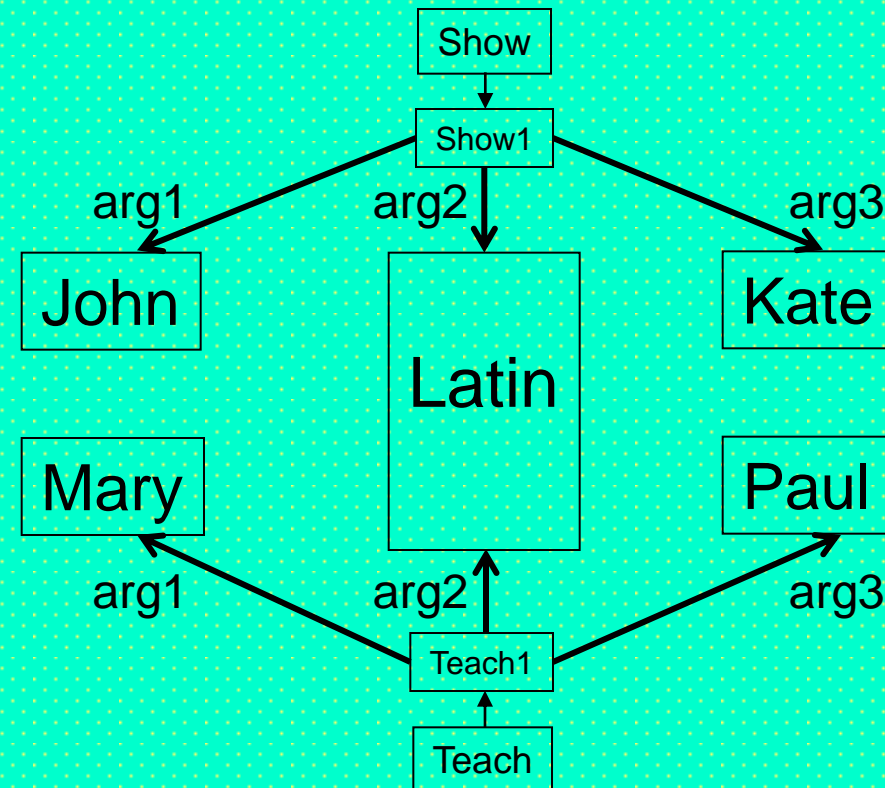 Show
Show1
arg1 arg2 arg3
John Kate
Latin
Mary Paul
arg1 arg2 arg3
Teach1
Teach